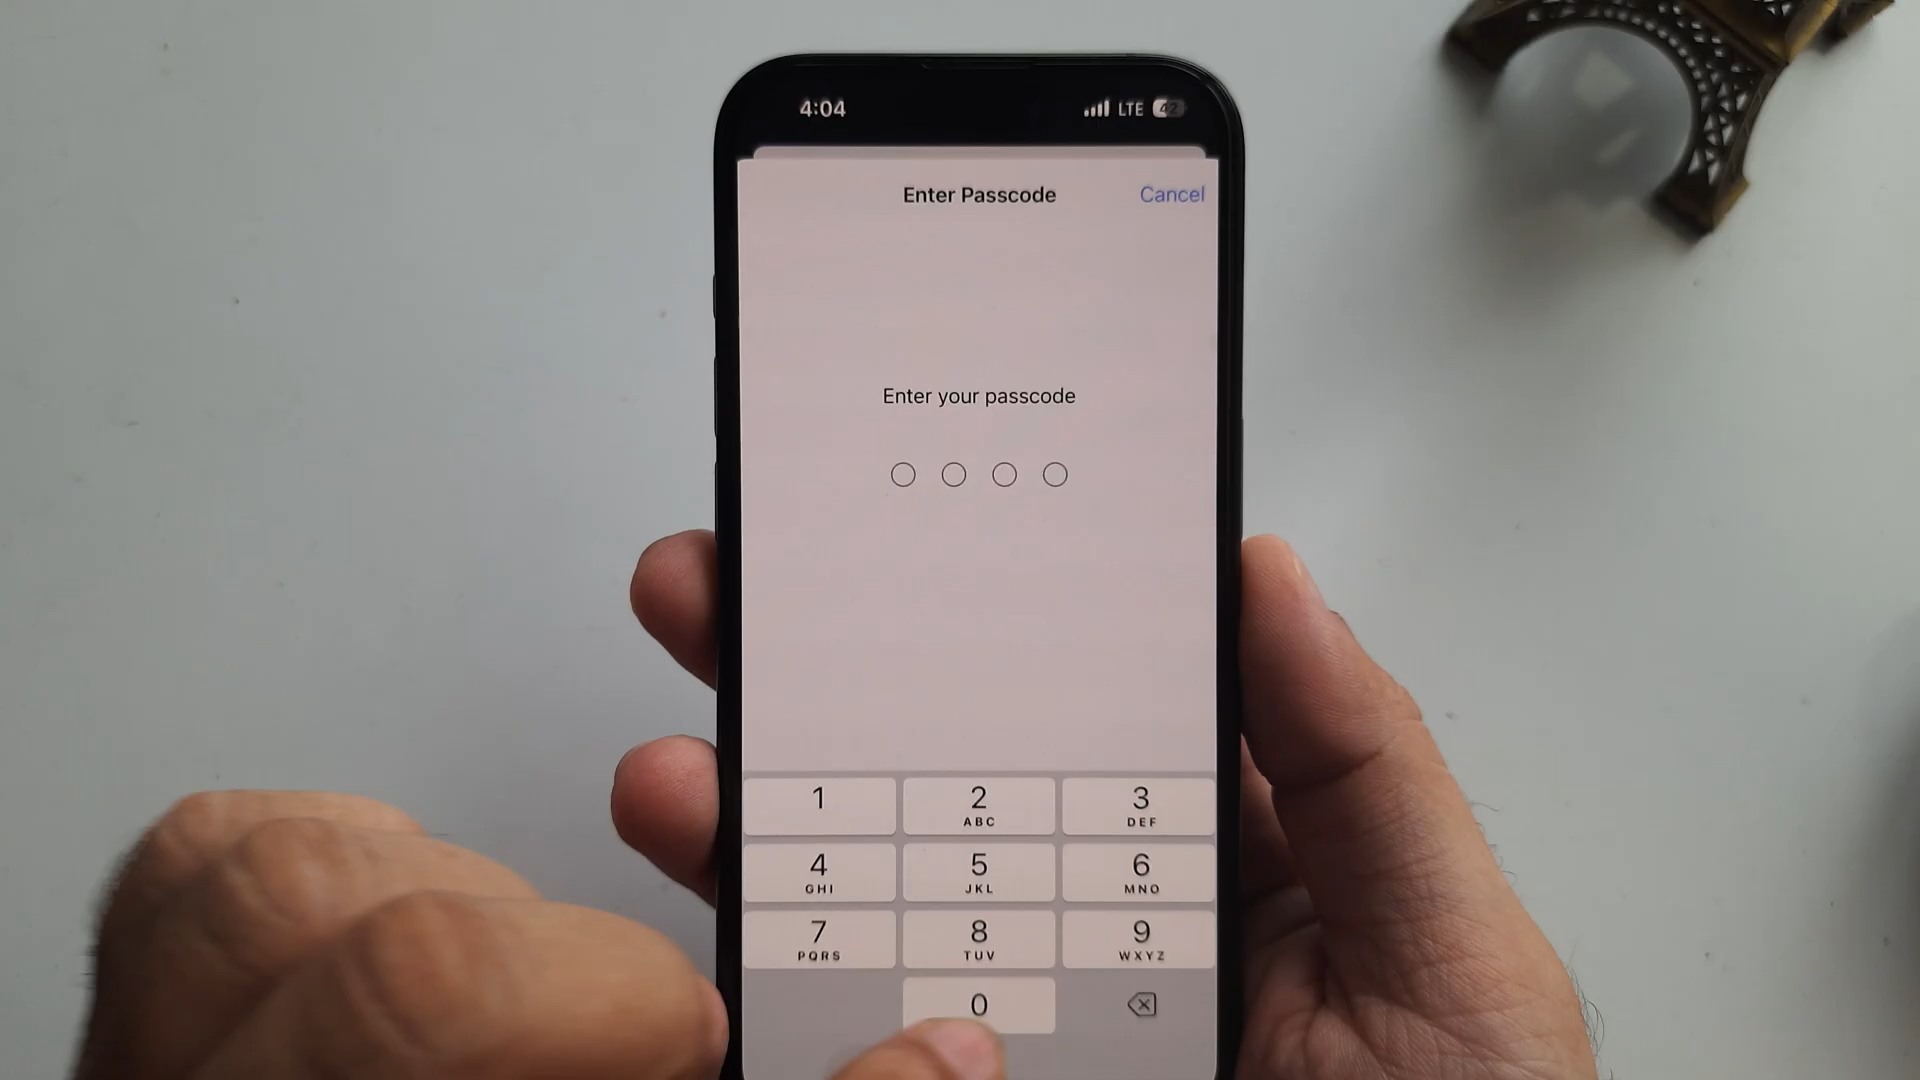 4:04 LTE 42
Enter Passcode Cancel
Enter your passcode
1 2 3
ABC DEF
4 5 6
GHI JKL MNO
7 8 9
PQRS TUV WXYZ
0